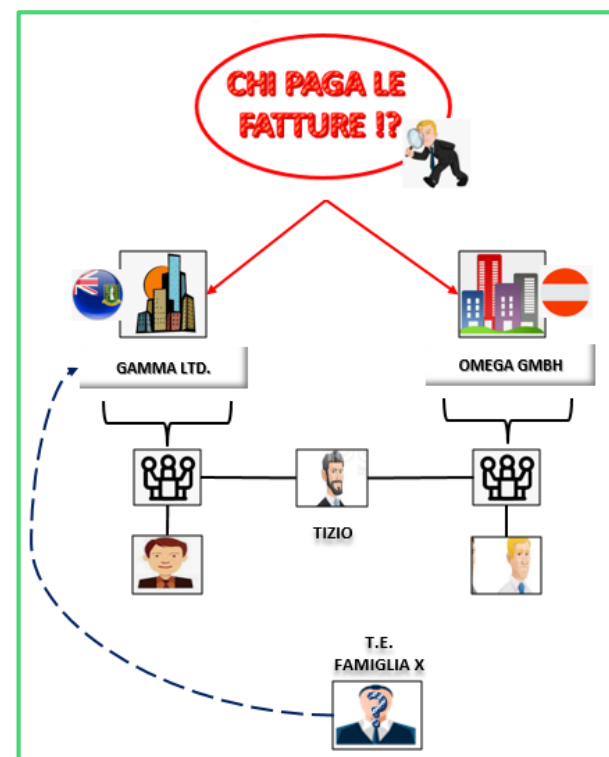 CHI PAGA LE
FATTURE !?
GAMMA LTD.
OMEGA GMBH
TIZIO
T.E.
FAMIGLIA X
?